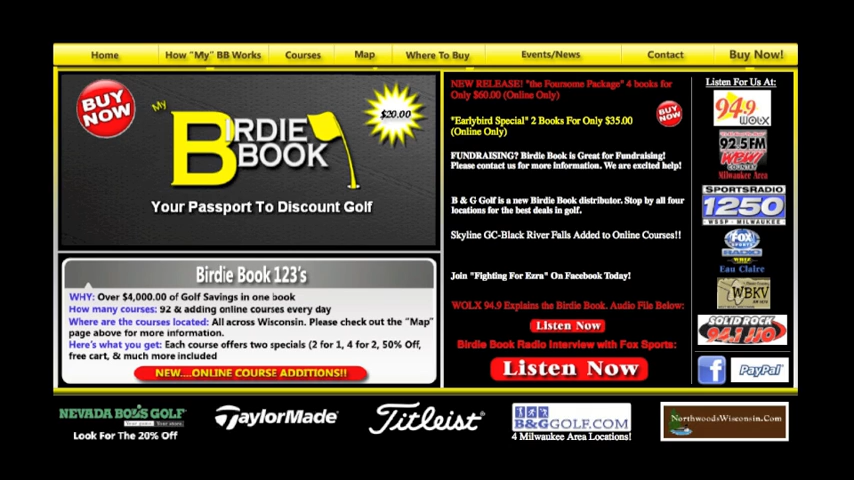 Home How "My" BB Works Courses Map Where To Buy Events/News Contact Buy Now!
BUY NOW
My
BIRDIE
BOOK
$20.00
Your Passport To Discount Golf
Birdie Book 123's
WHY: Over $4,000.00 of Golf Savings in one book
How many courses: 92 & adding online courses every day
Where are the courses located: All across Wisconsin. Please check out the "Map"
page above for more information.
Here's what you get: Each course offers two specials (2 for 1, 4 for 2, 50% Off,
free cart, & much more included
NEW....ONLINE COURSE ADDITIONS!!
NEW RELEASE! "the Foursome Package" 4 books for
Only $60.00 (Online Only)
"Earlybird Special" 2 Books For Only $35.00
(Online Only)
BUY NOW
FUNDRAISING? Birdie Book is Great for Fundraising!
Please contact us for more information. We are excited help!
B & G Golf is a new Birdie Book distributor. Stop by all four
locations for the best deals in golf.
Skyline GC-Black River Falls Added to Online Courses!!
Join "Fighting For Ezra" On Facebook Today!
WOLX 94.9 Explains the Birdie Book. Audio File Below:
Listen Now
Birdie Book Radio Interview with Fox Sports:
Listen Now
Listen For Us At:
94.9
WOLX
92.5 FM
COUNTRY
Milwaukee Area
SPORTSRADIO
1250
WSSP - MILWAUKEE
FOX
SPORTS
RADIO
Eau Claire
WBKV
SOLID ROCK
94.1 JJO
f PayPal
NEVADA BOB'S GOLF
Look For The 20% Off
TaylorMade
Titleist
B&GGOLF.COM
4 Milwaukee Area Locations!
NorthwoodsWisconsin.Com